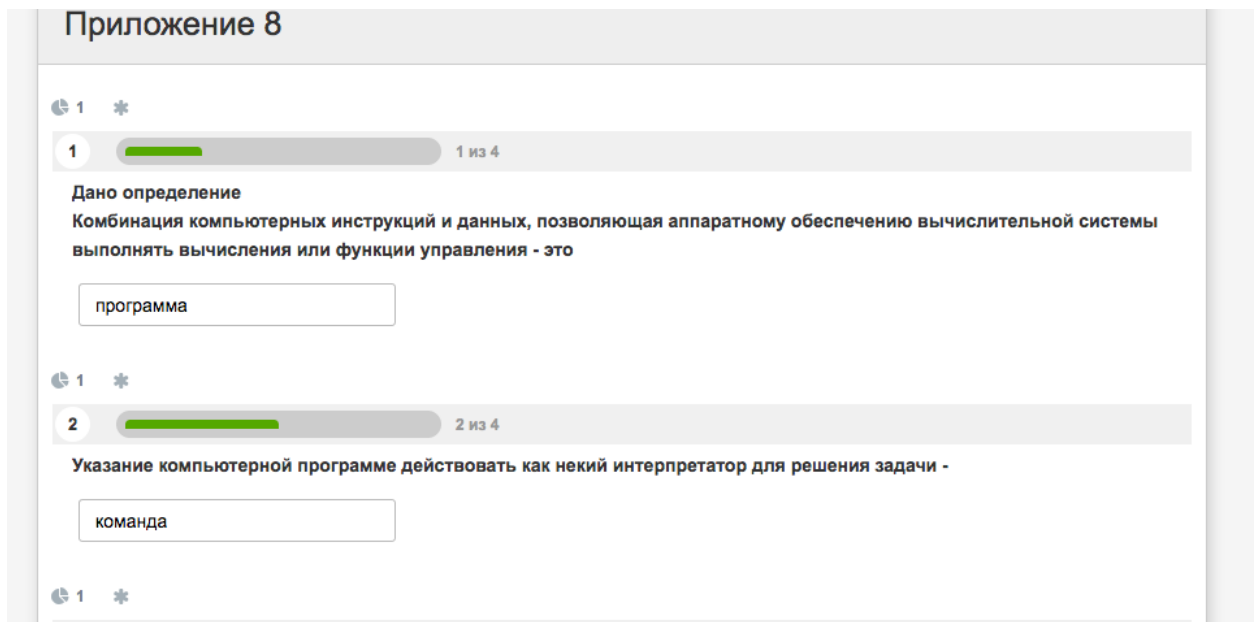 Приложение 8
1
1
1 из 4
Дано определение
Комбинация компьютерных инструкций и данных, позволяющая аппаратному обеспечению вычислительной системы
выполнять вычисления или функции управления - это
программа
1
2
2 из 4
Указание компьютерной программе действовать как некий интерпретатор для решения задачи -
команда
1